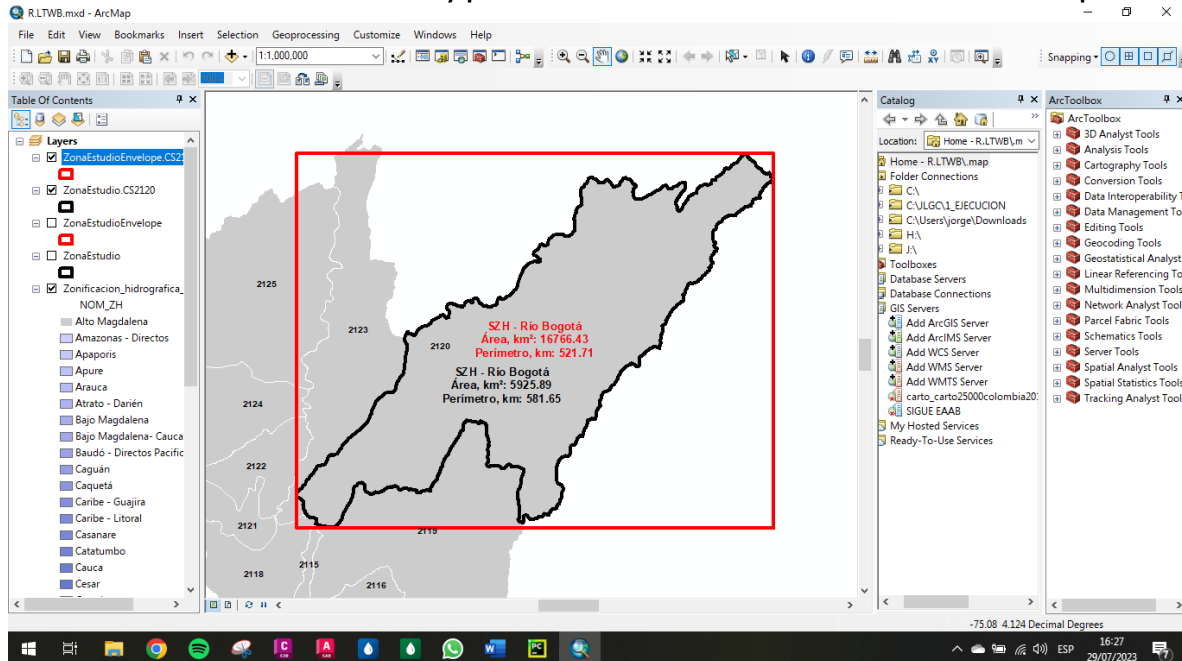 R.LTWB.mxd - ArcMap
File Edit View Bookmarks Insert Selection Geoprocessing Customize Windows Help
1:1,000,000
Snapping
Table Of Contents
Layers
ZonaEstudioEnvelope.CS21
ZonaEstudio.CS2120
ZonaEstudioEnvelope
ZonaEstudio
Zonificacion_hidrografica_
NOM_ZH
Alto Magdalena
Amazonas - Directos
Apaporis
Apure
Arauca
Atrato - Darién
Bajo Magdalena
Bajo Magdalena- Cauca
Baudó - Directos Pacific
Caguán
Caquetá
Caribe - Guajira
Caribe - Litoral
Casanare
Catatumbo
Cauca
Cesar
2125
2123
2120
SZH - Río Bogotá
Área, km²: 16766.43
Perímetro, km: 521.71
SZH - Río Bogotá
Área, km²: 5925.89
Perímetro, km: 581.65
2124
2122
2121
2119
2118
2115
2116
Catalog
Location: Home - R.LTWB\,m
Home - R.LTWB\.map
Folder Connections
C:\
C:\JLGC\1_EJECUCION
C:\Users\jorge\Downloads
H:\
J:\
Toolboxes
Database Servers
Database Connections
GIS Servers
Add ArcGIS Server
Add ArcIMS Server
Add WCS Server
Add WMS Server
Add WMTS Server
carto_carto25000colombia20
SIGUE EAAB
My Hosted Services
Ready-To-Use Services
ArcToolbox
ArcToolbox
3D Analyst Tools
Analysis Tools
Cartography Tools
Conversion Tools
Data Interoperability T
Data Management To
Editing Tools
Geocoding Tools
Geostatistical Analyst
Linear Referencing To
Multidimension Tools
Network Analyst Tool
Parcel Fabric Tools
Schematics Tools
Server Tools
Spatial Analyst Tools
Spatial Statistics Tools
Tracking Analyst Tool
-75.08 4.124 Decimal Degrees
ESP
16:27
29/07/2023